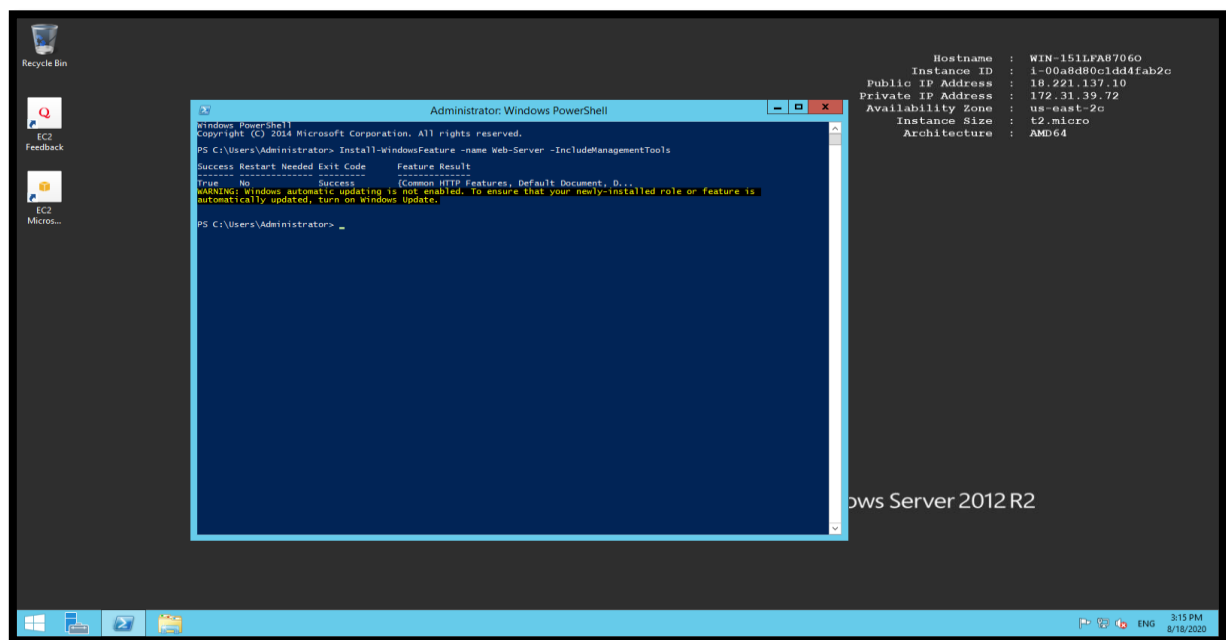 Recycle Bin
EC2
Feedback
EC2
Micros...
Hostname : WIN-151LFA8706O
Instance ID : i-00a8d80c1dd4fab2c
Public IP Address : 18.221.137.10
Private IP Address : 172.31.39.72
Availability Zone : us-east-2c
Instance Size : t2.micro
Architecture : AMD64
Administrator: Windows PowerShell
Windows PowerShell
Copyright (C) 2014 Microsoft Corporation. All rights reserved.
PS C:\Users\Administrator> Install-WindowsFeature -name Web-Server -IncludeManagementTools
Success Restart Needed Exit Code Feature Result
------- -------------- --------- --------------
True No Success {Common HTTP Features, Default Document, D...
WARNING: Windows automatic updating is not enabled. To ensure that your newly-installed role or feature is
automatically updated, turn on Windows Update.
PS C:\Users\Administrator> _
ows Server 2012 R2
ENG
3:15 PM
8/18/2020